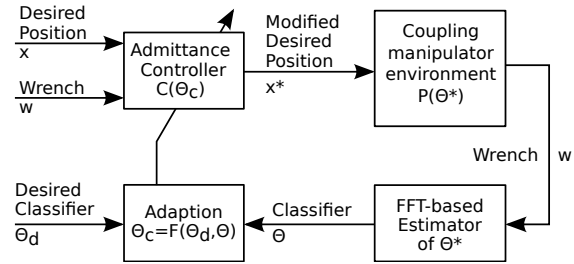 Desired
Position
x
Wrench
w
Admittance
Controller
C(Θc)
Modified
Desired
Position
x*
Coupling
manipulator
environment
P(Θ*)
Wrench w
Desired
Classifier
Θd
Adaption
Θc=F(Θd,Θ)
Classifier
Θ
FFT-based
Estimator
of Θ*